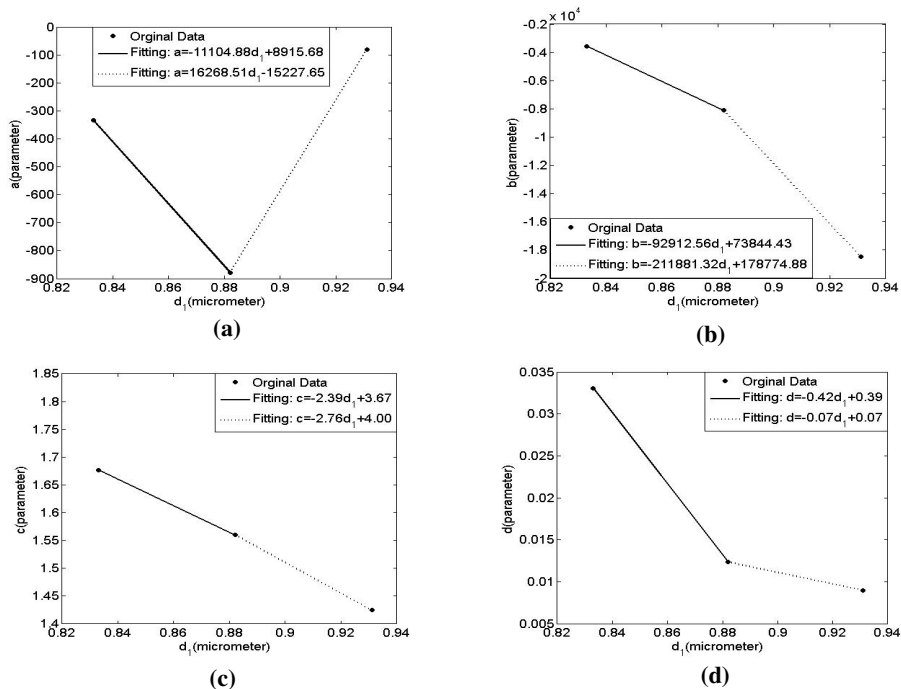 0
-100
-200
-300
-400
-500
-600
-700
-800
-900
a(parameter)
Orginal Data
Fitting: a=-11104.88d1+8915.68
Fitting: a=16268.51d1-15227.65
0.82 0.84 0.86 0.88 0.9 0.92 0.94
d1(micrometer)
(a)
× 10^4
-0.2
-0.4
-0.6
-0.8
-1
-1.2
-1.4
-1.6
-1.8
-2
b(parameter)
Orginal Data
Fitting: b=-92912.56d1+73844.43
Fitting: b=-211881.32d1+178774.88
0.82 0.84 0.86 0.88 0.9 0.92 0.94
d1(micrometer)
(b)
1.85
1.8
1.75
1.7
1.65
1.6
1.55
1.5
1.45
1.4
c(parameter)
Orginal Data
Fitting: c=-2.39d1+3.67
Fitting: c=-2.76d1+4.00
0.82 0.84 0.86 0.88 0.9 0.92 0.94
d1(micrometer)
(c)
0.035
0.03
0.025
0.02
0.015
0.01
0.005
d(parameter)
Orginal Data
Fitting: d=-0.42d1+0.39
Fitting: d=-0.07d1+0.07
0.82 0.84 0.86 0.88 0.9 0.92 0.94
d1(micrometer)
(d)